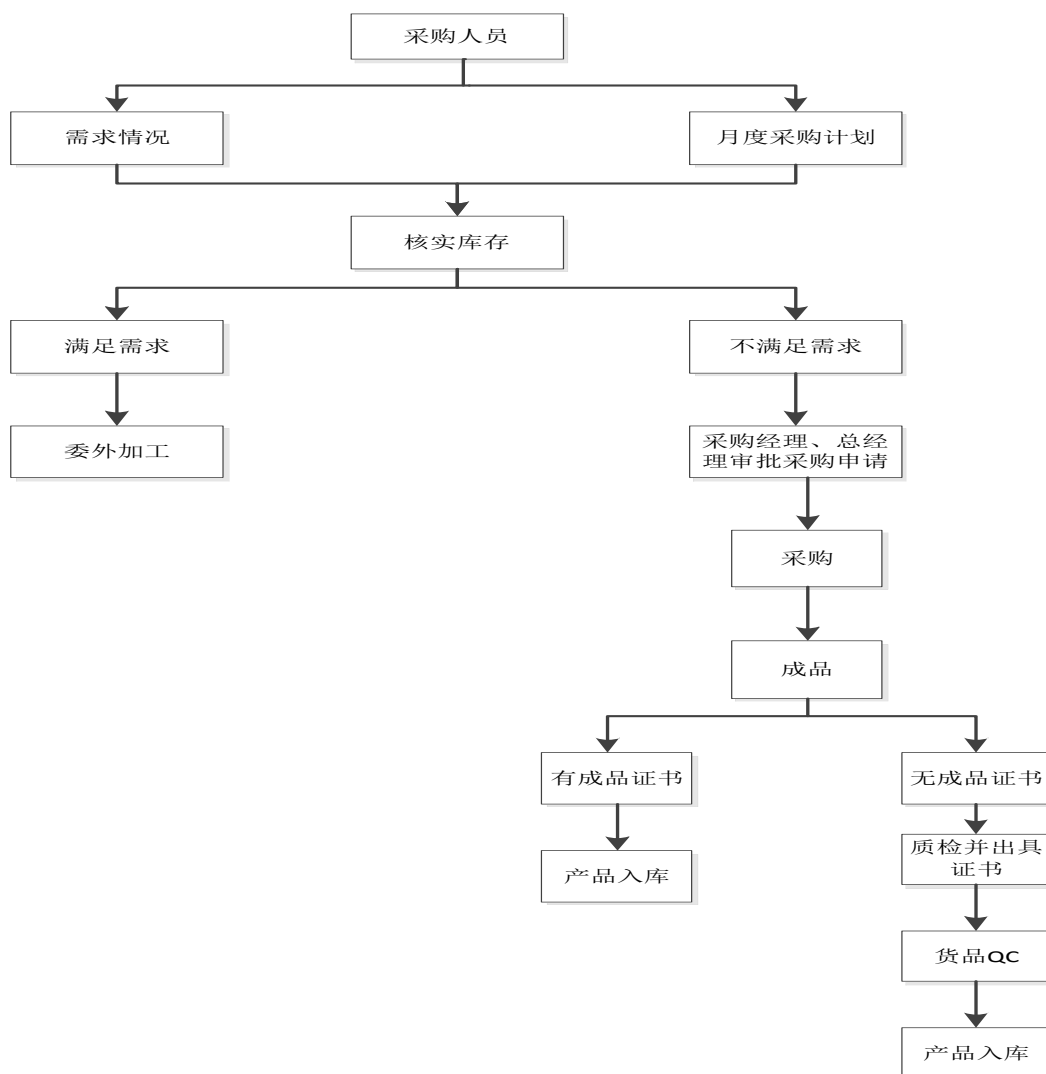 采购人员
需求情况
月度采购计划
核实库存
满足需求
不满足需求
委外加工
采购经理、总经
理审批采购申请
采购
成品
有成品证书
无成品证书
质检并出具
证书
产品入库
货品QC
产品入库